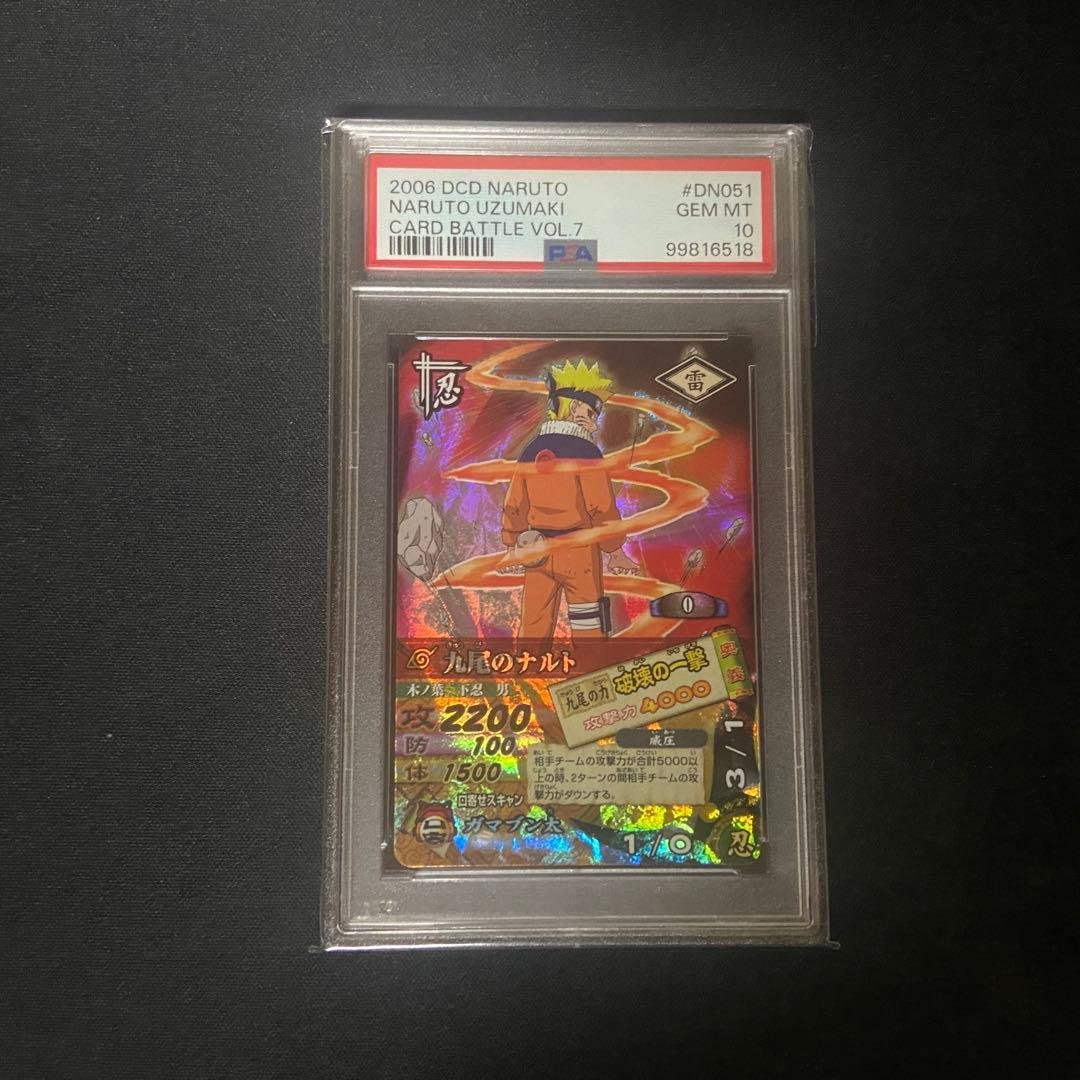 2006 DCD NARUTO #DN051
NARUTO UZUMAKI GEM MT
CARD BATTLE VOL.7 10
PSA 99816518
忍 雷
0
九尾のナルト
木ノ葉 下忍 男
九尾の力 破壊の一撃 奥義
攻撃力 4000
攻 2200
防 100
体 1500
威圧
相手チームの攻撃力が合計5000以
上の時、2ターンの間相手チームの攻
撃力がダウンする。
3/1
口寄せスキャン
ガマブン太
1/0 忍